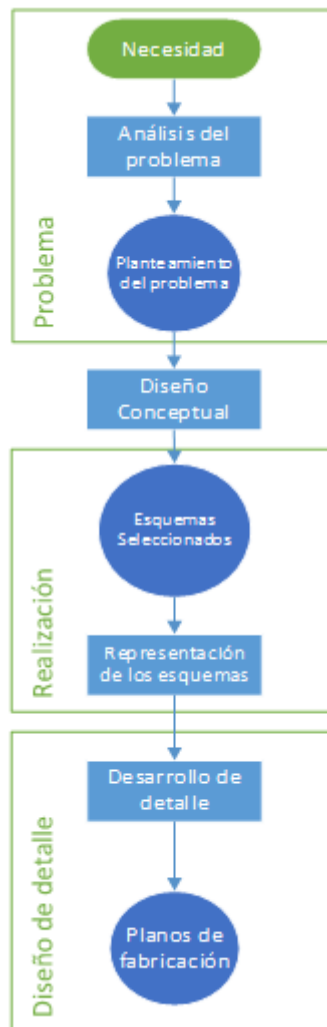 Necesidad
Análisis del
problema
Planteamiento
del problema
Problema
Diseño
Conceptual
Esquemas
Seleccionados
Representación
de los esquemas
Realización
Desarrollo de
detalle
Planos de
fabricación
Diseño de detalle